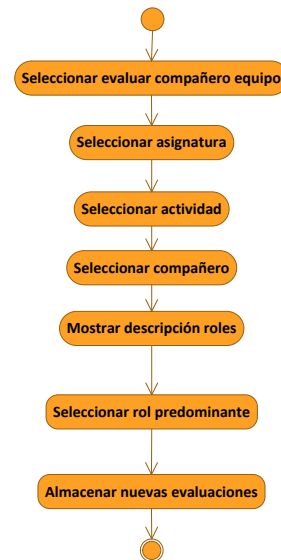 Seleccionar evaluar compañero equipo
Seleccionar asignatura
Seleccionar actividad
Seleccionar compañero
Mostrar descripción roles
Seleccionar rol predominante
Almacenar nuevas evaluaciones